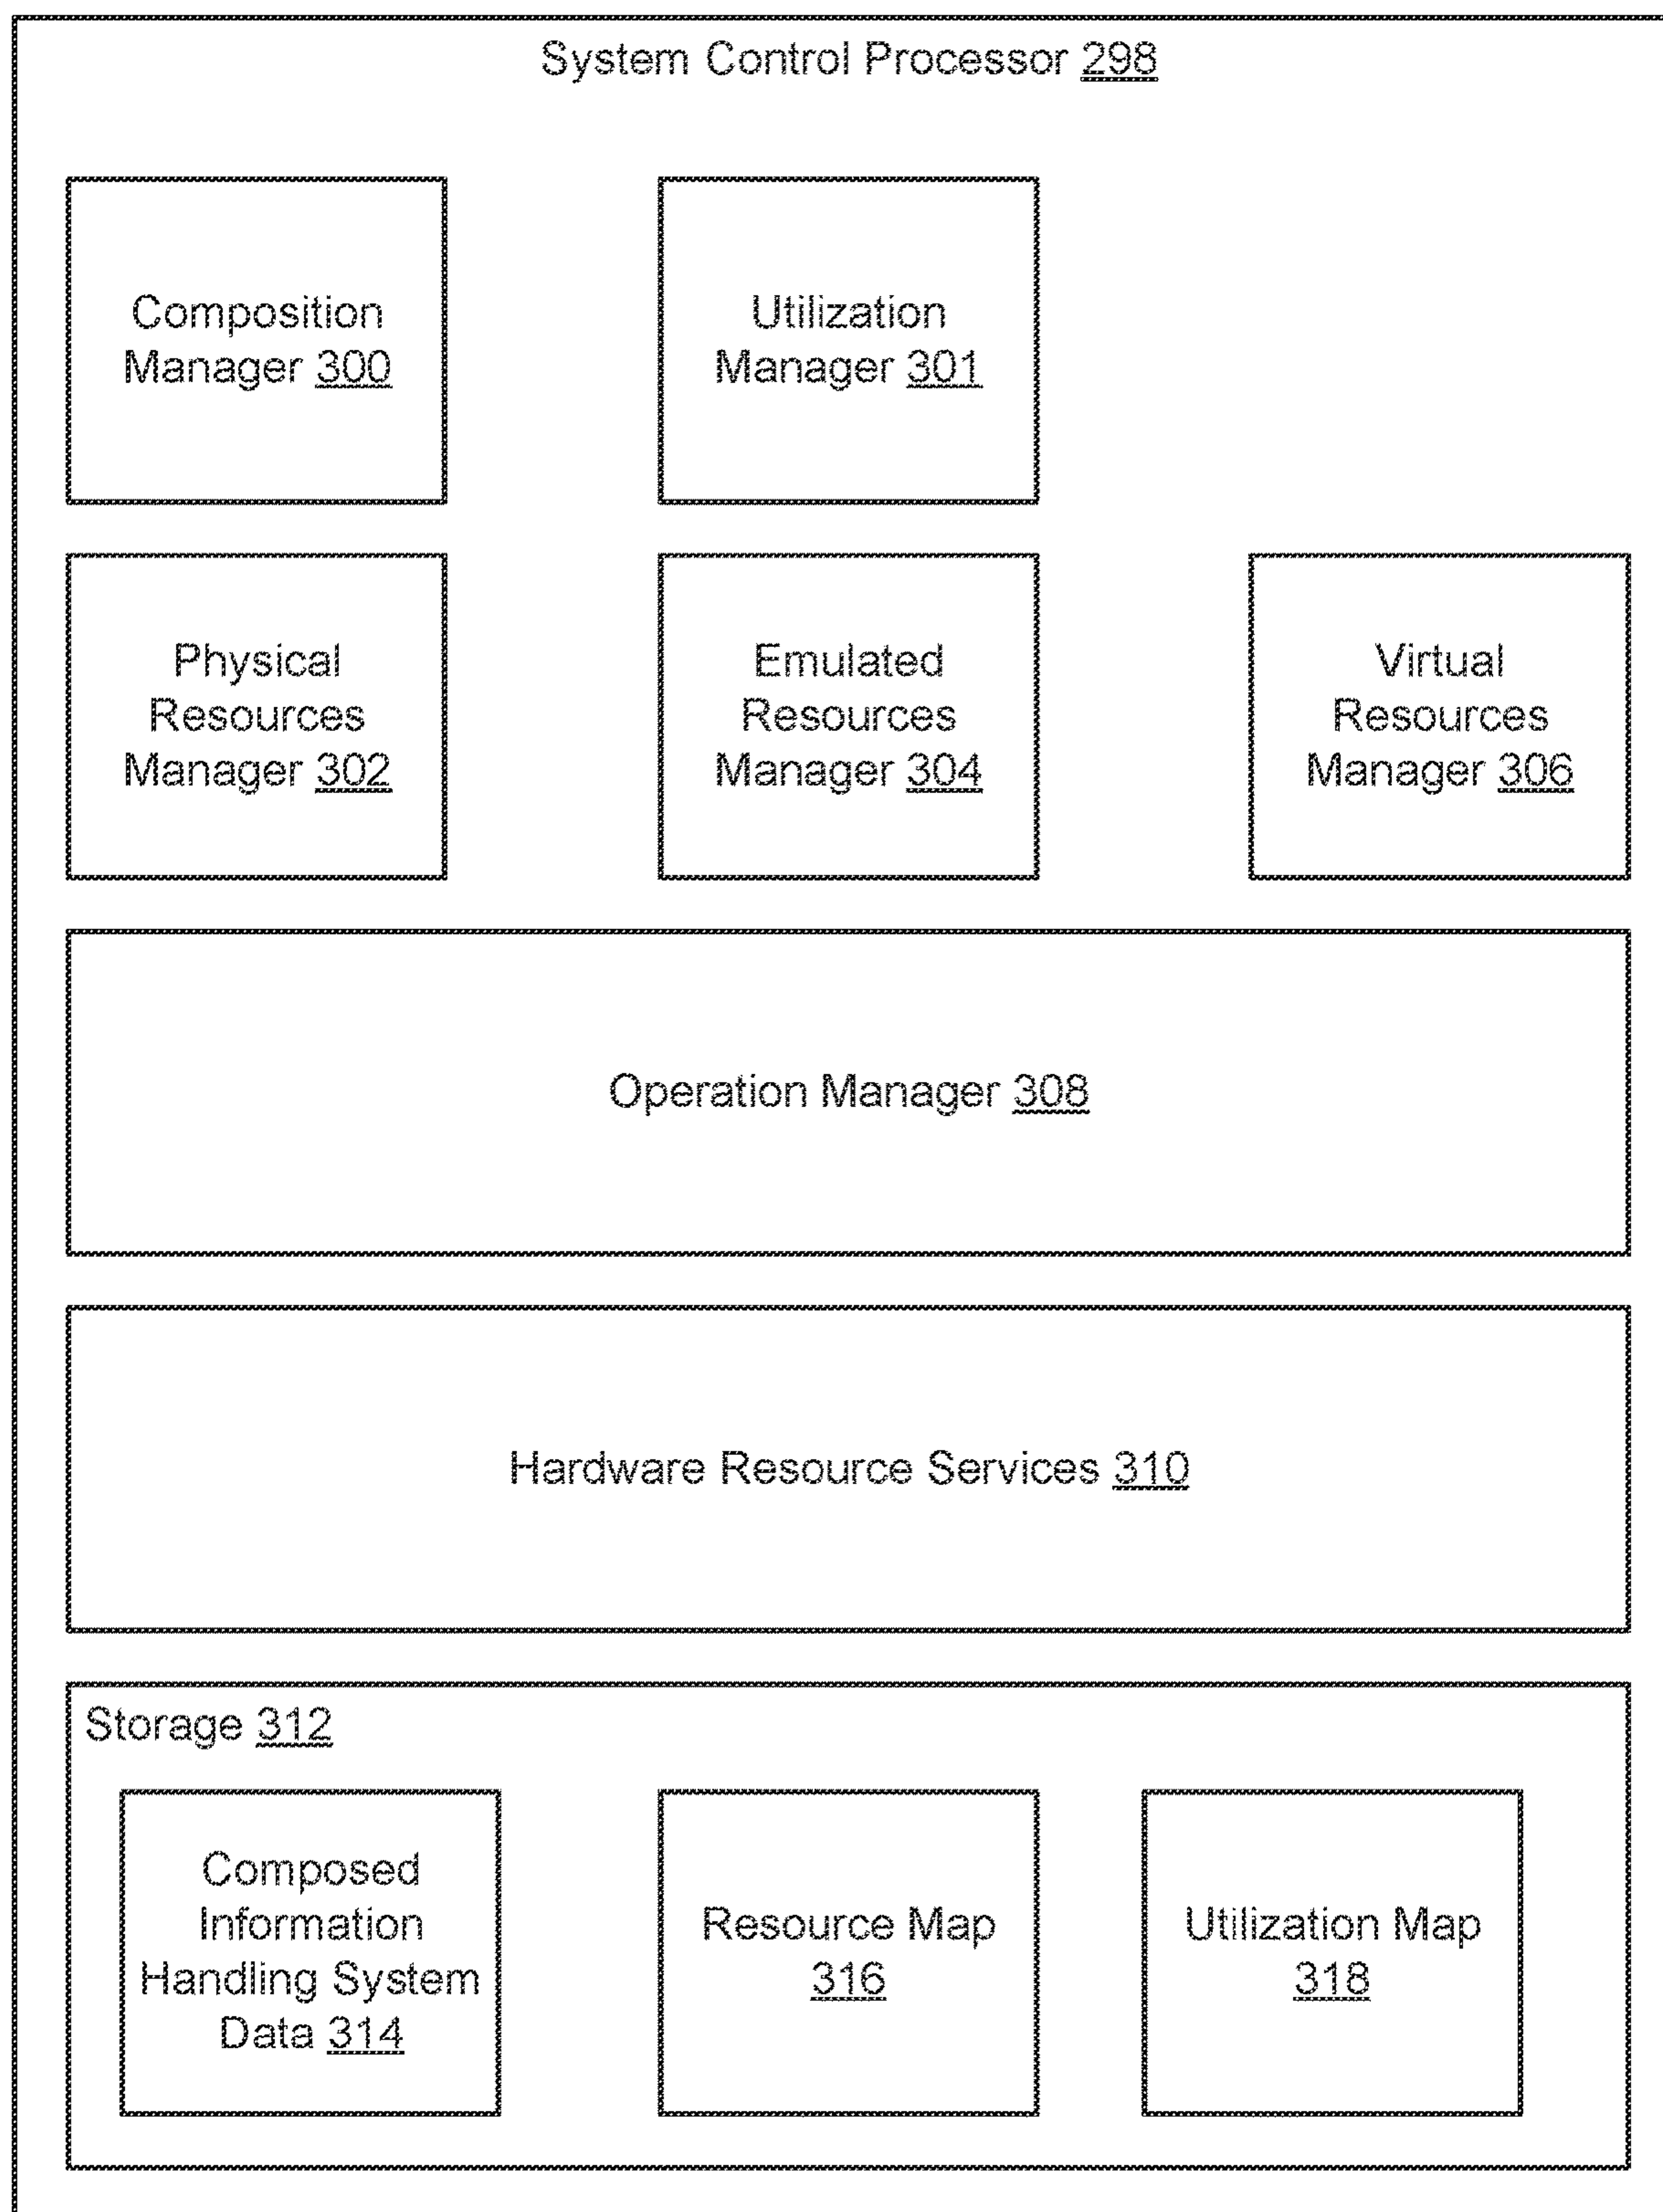 System Control Processor 298
Composition
Manager 300
Utilization
Manager 301
Physical
Resources
Manager 302
Emulated
Resources
Manager 304
Virtual
Resources
Manager 306
Operation Manager 308
Hardware Resource Services 310
Storage 312
Composed
Information
Handling System
Data 314
Resource Map
316
Utilization Map
318